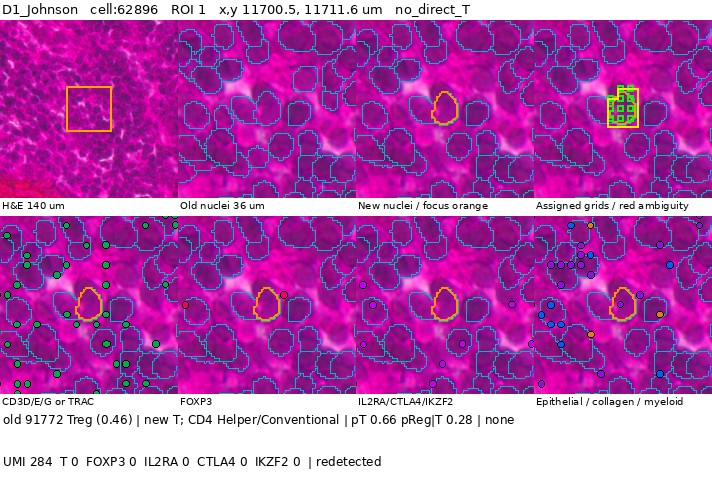 D1_Johnson cell:62896 ROI 1 x,y 11700.5, 11711.6 um no_direct_T
H&E 140 um
Old nuclei 36 um
New nuclei / focus orange
Assigned grids / red ambiguity
CD3D/E/G or TRAC
FOXP3
IL2RA/CTLA4/IKZF2
Epithelial / collagen / myeloid
old 91772 Treg (0.46) | new T; CD4 Helper/Conventional | pT 0.66 pReg|T 0.28 | none
UMI 284 T 0 FOXP3 0 IL2RA 0 CTLA4 0 IKZF2 0 | redetected